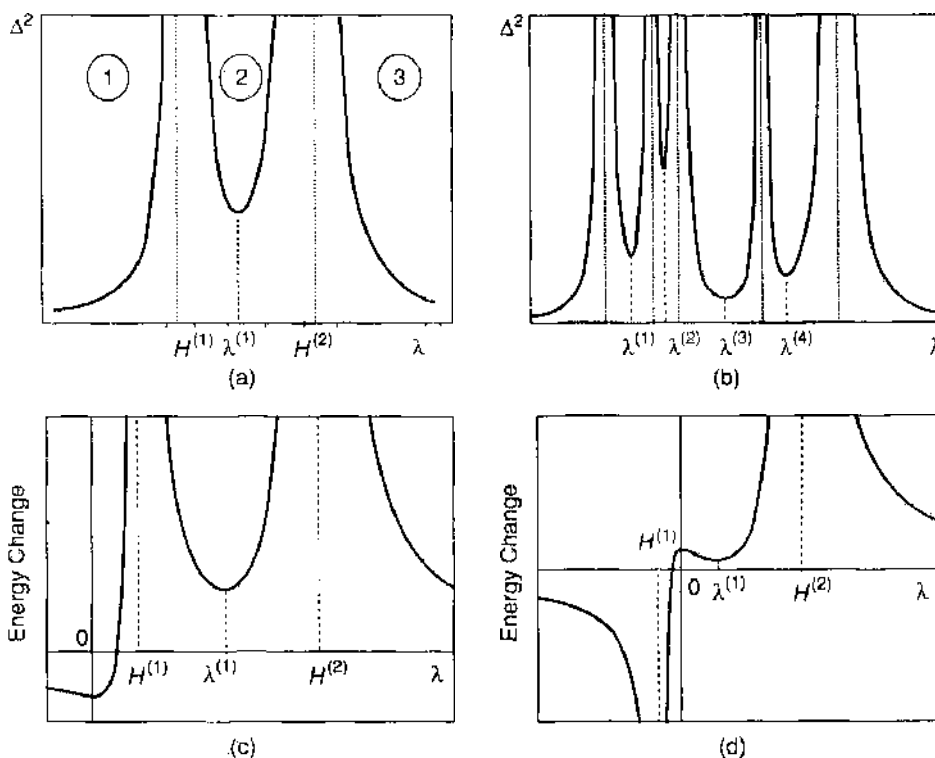 Δ²
1
2
3
H⁽¹⁾ λ⁽¹⁾ H⁽²⁾ λ
(a)
Δ²
λ⁽¹⁾ λ⁽²⁾ λ⁽³⁾ λ⁽⁴⁾ λ
(b)
Energy Change
0
H⁽¹⁾ λ⁽¹⁾ H⁽²⁾ λ
(c)
Energy Change
H⁽¹⁾
0 λ⁽¹⁾ H⁽²⁾ λ
(d)